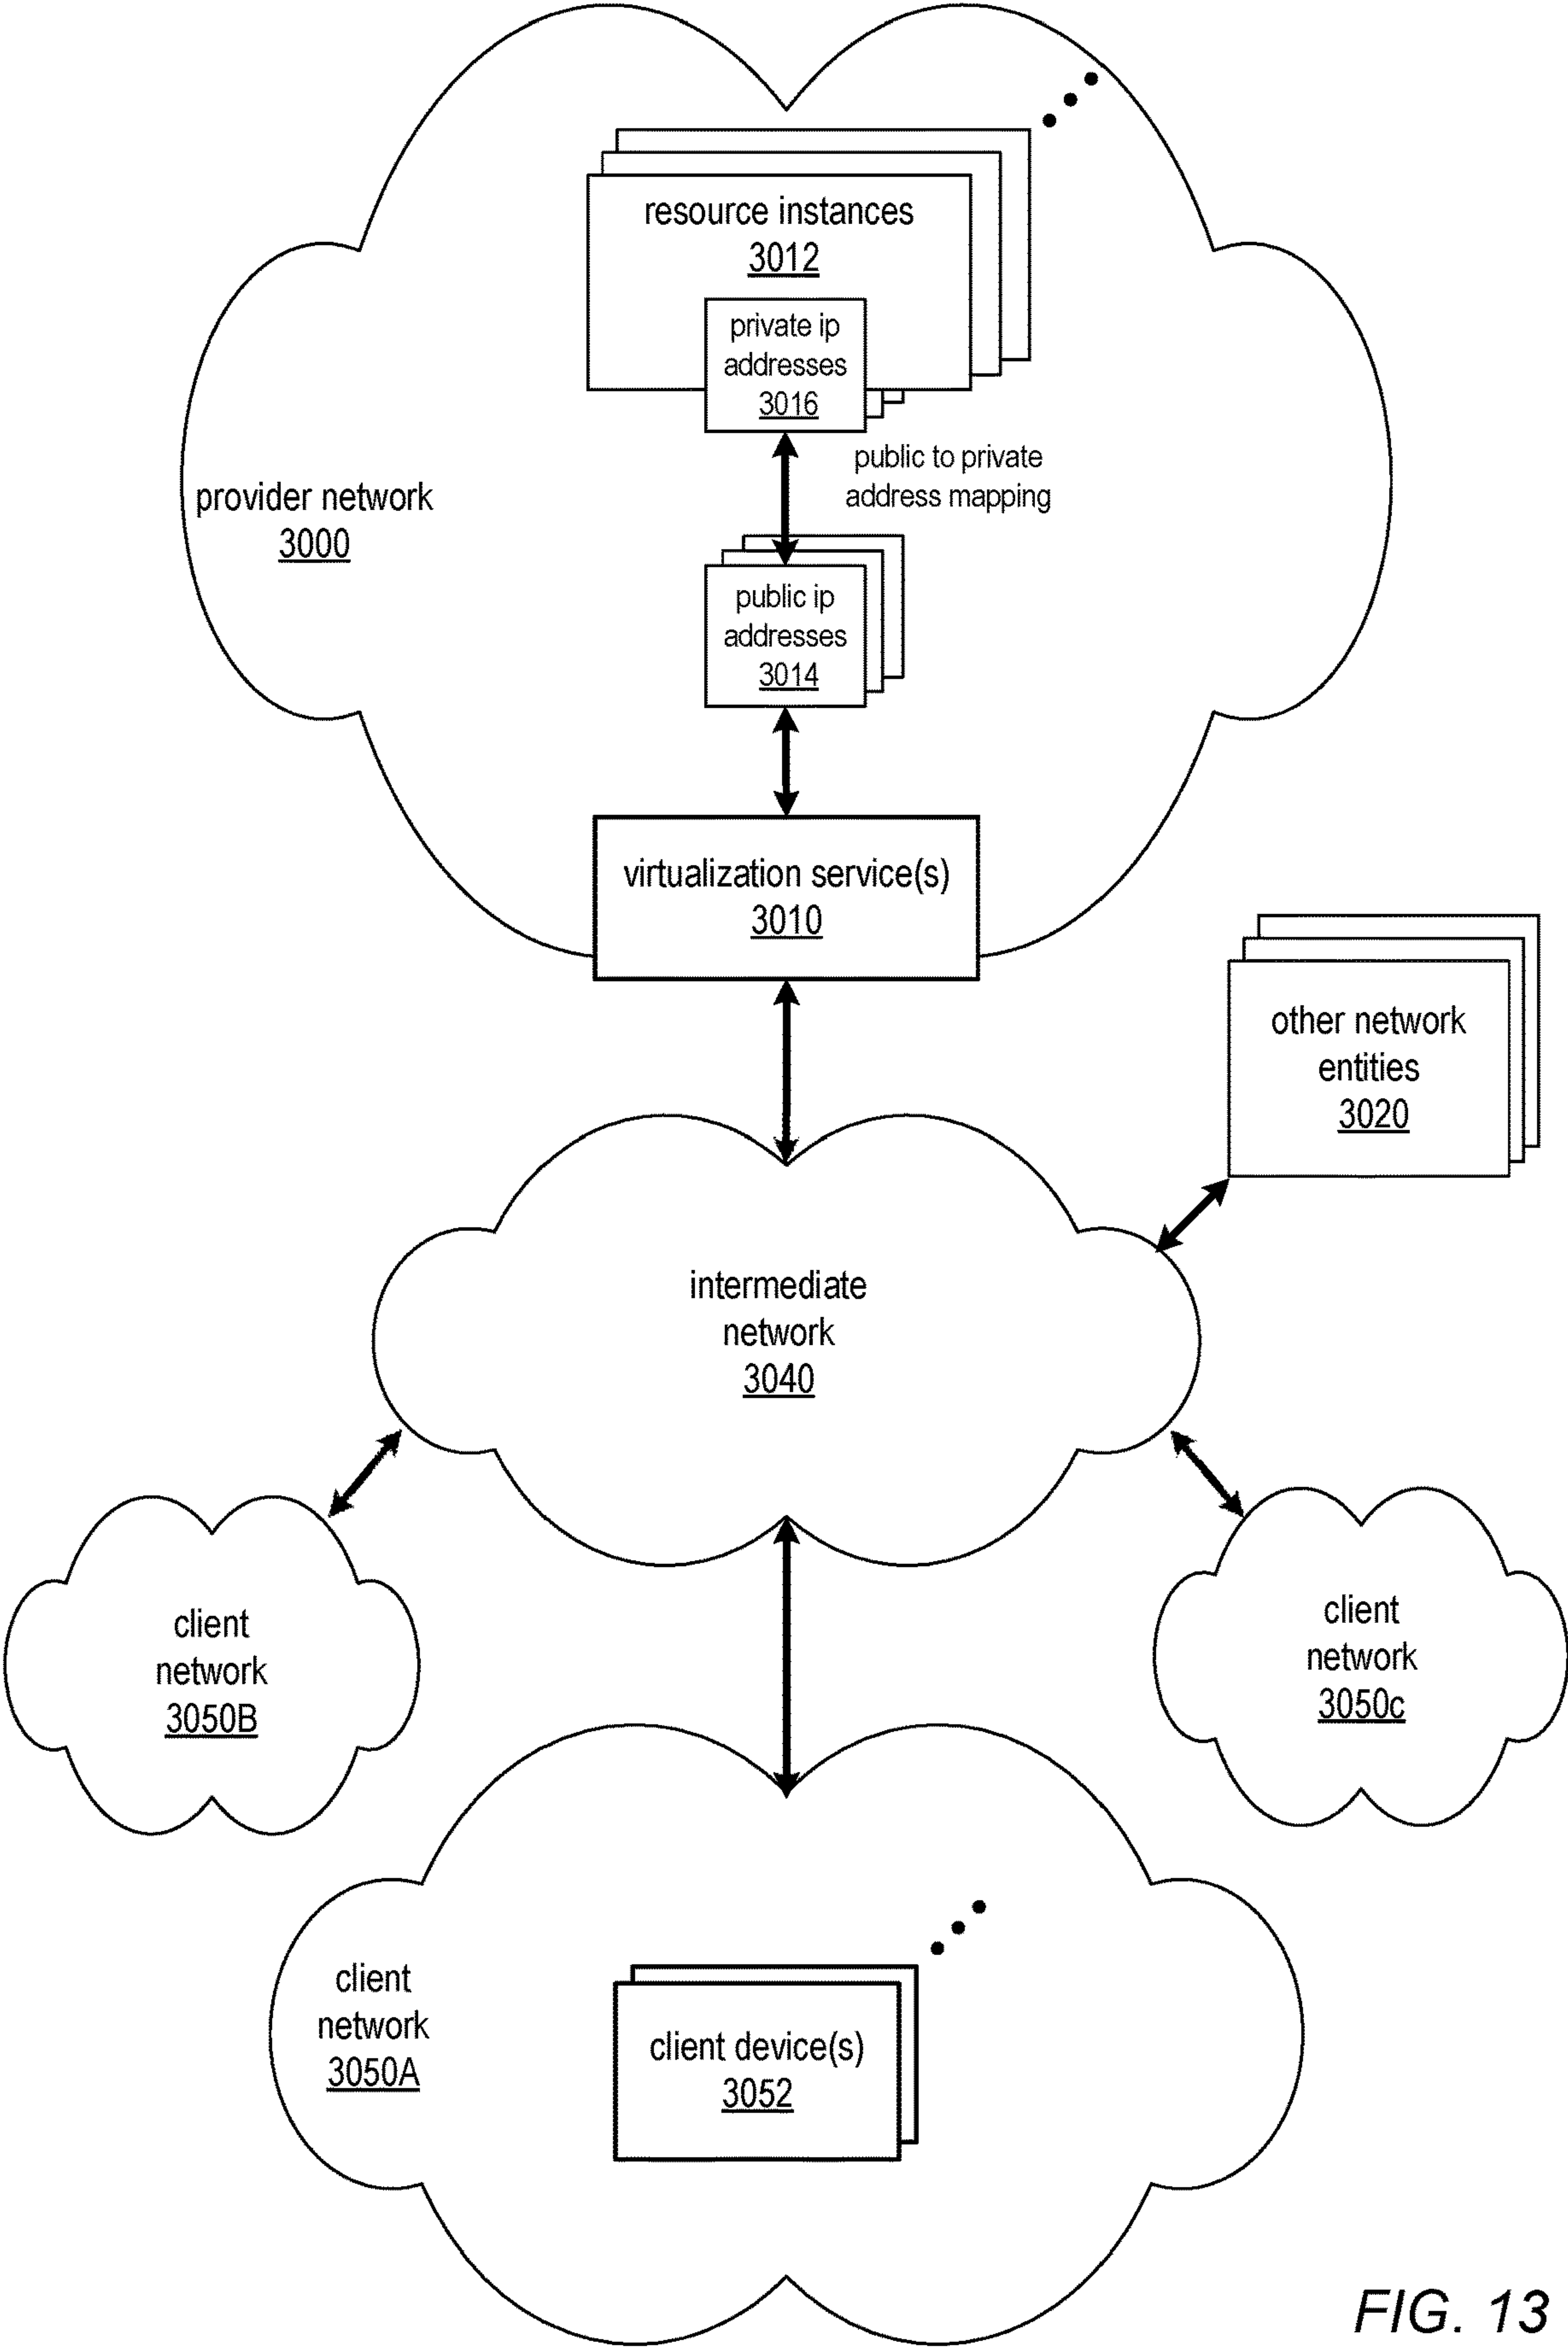 resource instances
3012
private ip
addresses
3016
public to private
address mapping
provider network
3000
public ip
addresses
3014
virtualization service(s)
3010
other network
entities
3020
intermediate
network
3040
client
network
3050B
client
network
3050c
client
network
3050A
client device(s)
3052
FIG. 13